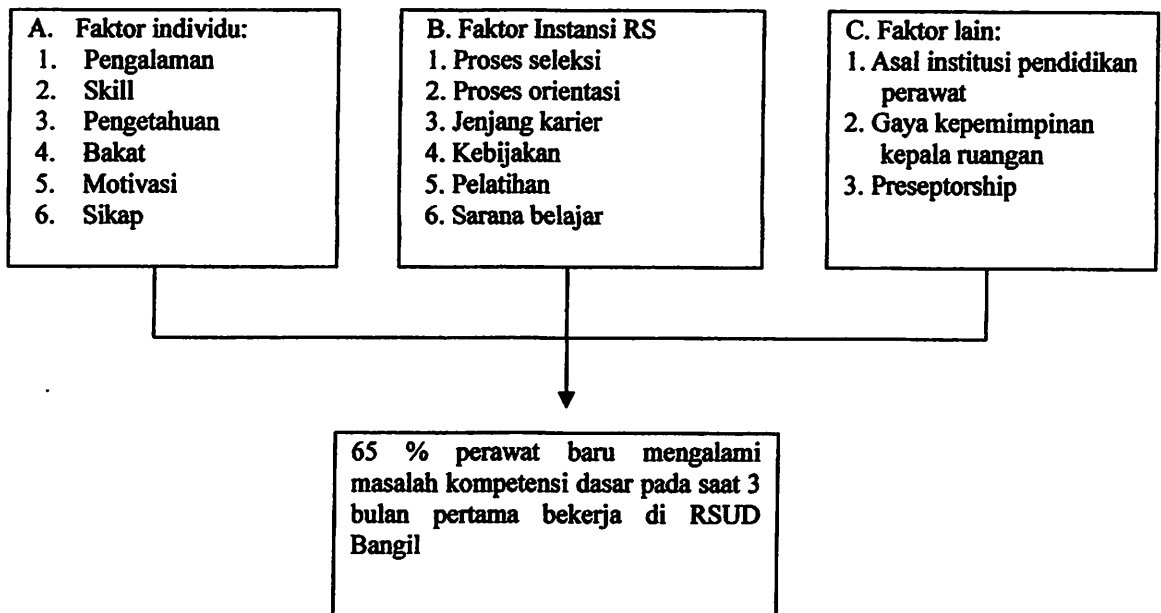 A. Faktor individu:
1. Pengalaman
2. Skill
3. Pengetahuan
4. Bakat
5. Motivasi
6. Sikap
B. Faktor Instansi RS
1. Proses seleksi
2. Proses orientasi
3. Jenjang karier
4. Kebijakan
5. Pelatihan
6. Sarana belajar
C. Faktor lain:
1. Asal institusi pendidikan
perawat
2. Gaya kepemimpinan
kepala ruangan
3. Preseptorship
65 % perawat baru mengalami
masalah kompetensi dasar pada saat 3
bulan pertama bekerja di RSUD
Bangil